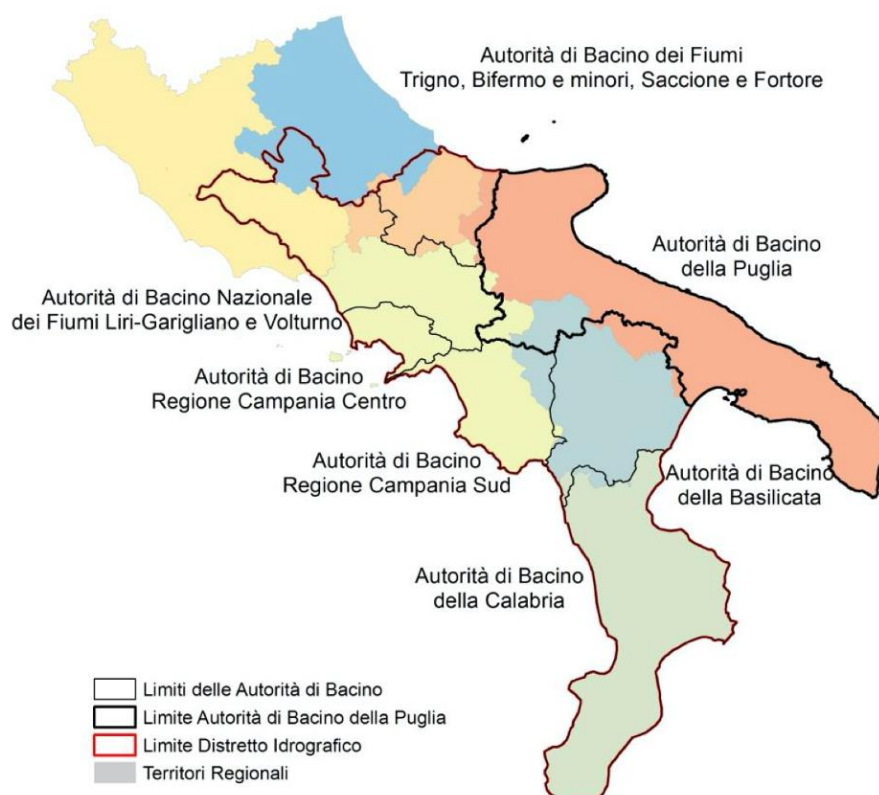 Autorità di Bacino dei Fiumi
Trigno, Bifermo e minori, Saccione e Fortore
Autorità di Bacino
della Puglia
Autorità di Bacino Nazionale
dei Fiumi Liri-Garigliano e Volturno
Autorità di Bacino
Regione Campania Centro
Autorità di Bacino
Regione Campania Sud
Autorità di Bacino
della Basilicata
Autorità di Bacino
della Calabria
Limiti delle Autorità di Bacino
Limite Autorità di Bacino della Puglia
Limite Distretto Idrografico
Territori Regionali